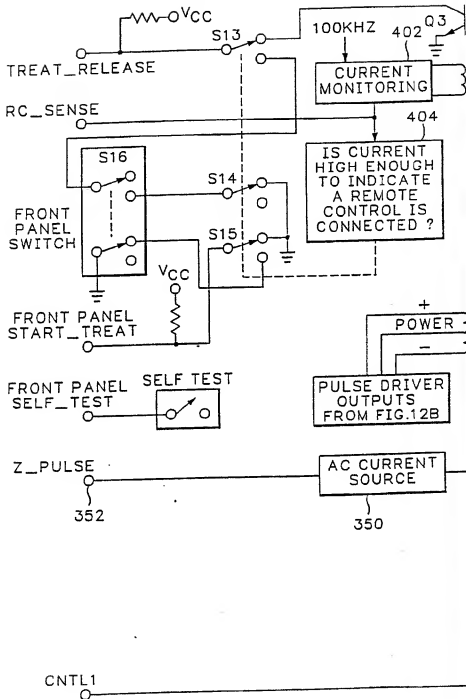 VCC
S13
Q3
100KHZ
402
TREAT_RELEASE
CURRENT
MONITORING
RC_SENSE
404
S16
IS CURRENT
HIGH ENOUGH
TO INDICATE
A REMOTE
CONTROL IS
CONNECTED ?
S14
FRONT
PANEL
SWITCH
S15
VCC
FRONT PANEL
START_TREAT
+
POWER
−
FRONT PANEL
SELF_TEST
SELF TEST
PULSE DRIVER
OUTPUTS
FROM FIG.12B
Z_PULSE
352
AC CURRENT
SOURCE
350
CNTL1